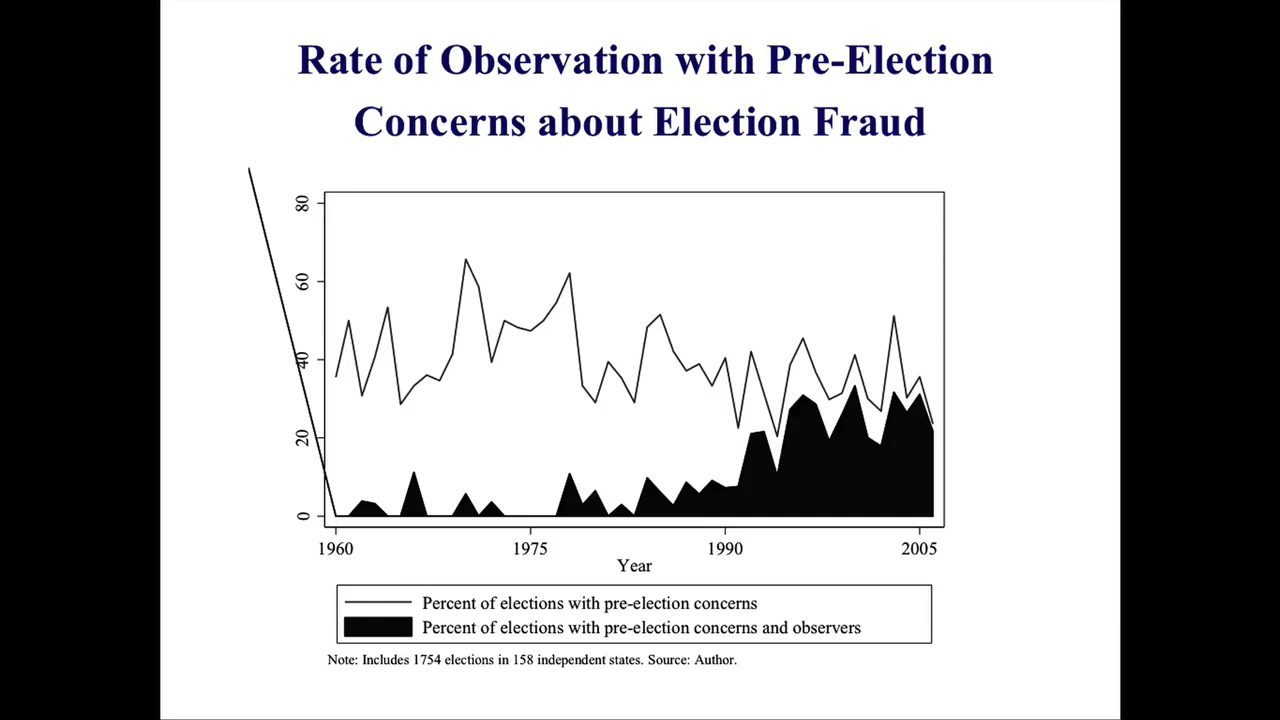 Rate of Observation with Pre-Election
Concerns about Election Fraud
80
60
40
20
0
1960 1975 1990 2005
Year
Percent of elections with pre-election concerns
Percent of elections with pre-election concerns and observers
Note: Includes 1754 elections in 158 independent states. Source: Author.